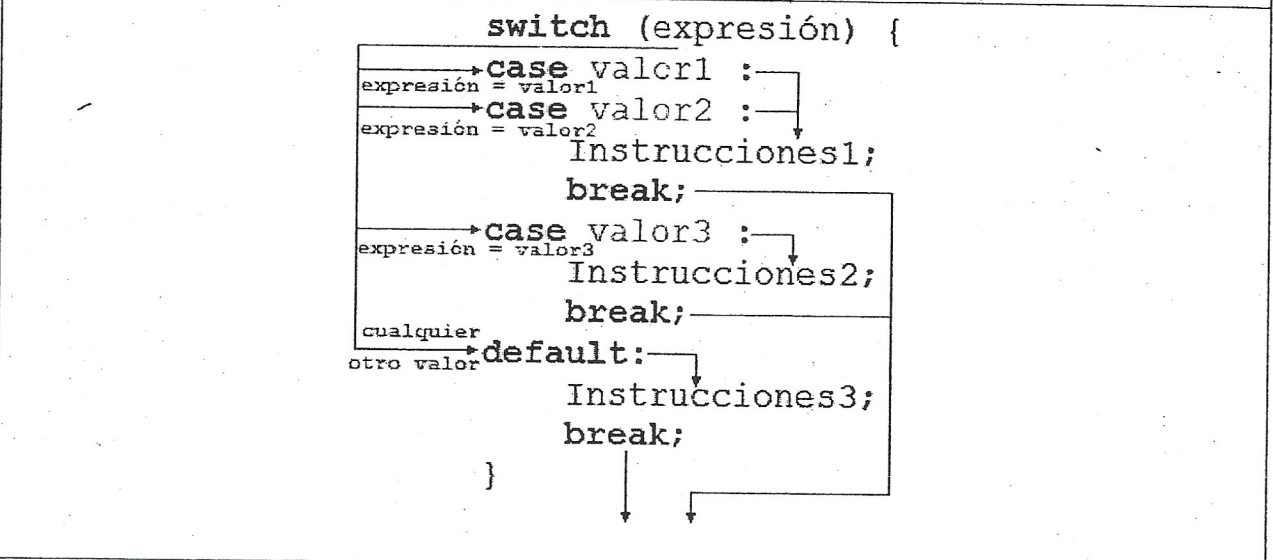 switch (expresión) {
case valor1 :
expresión = valor1
case valor2 :
expresión = valor2
Instrucciones1;
break;
case valor3 :
expresión = valor3
Instrucciones2;
break;
cualquier
otro valor
default:
Instrucciones3;
break;
}